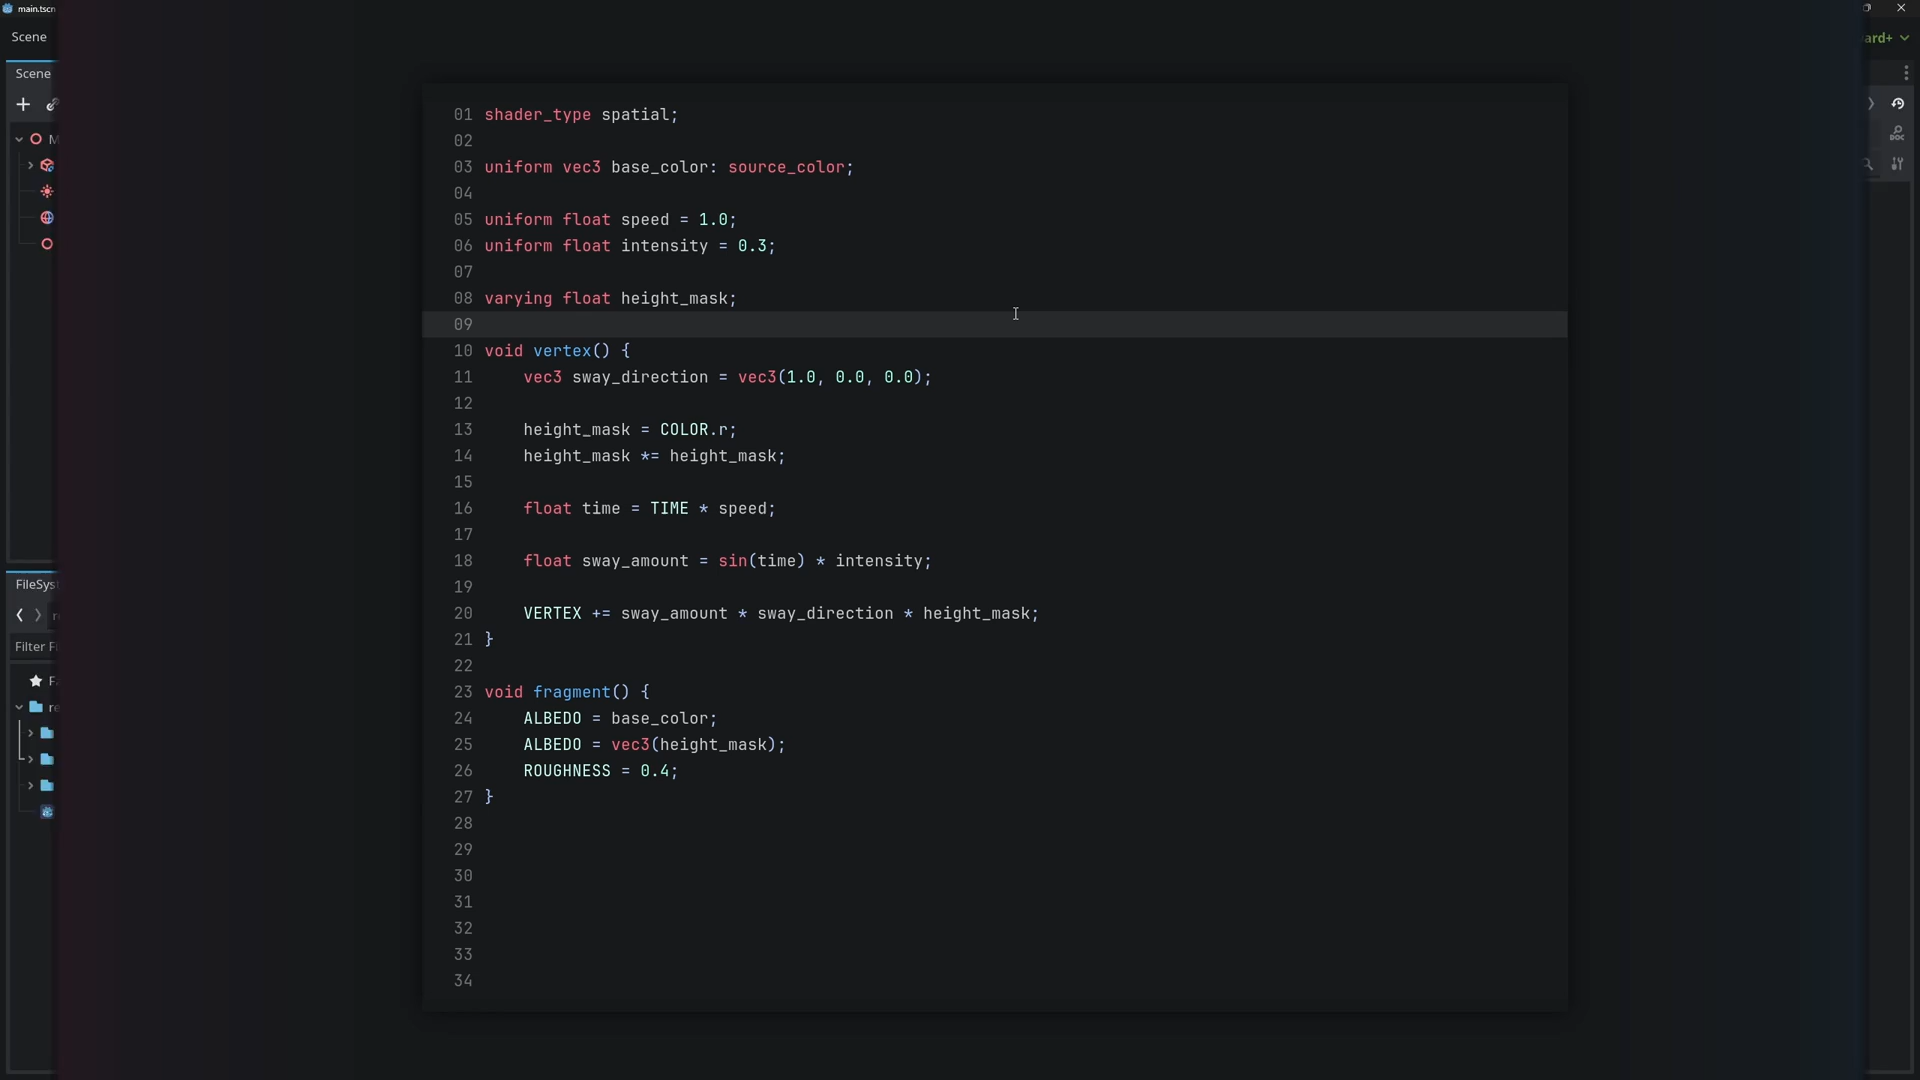 main.tscn
Scene
ard+
Scene
01 shader_type spatial;
02
03 uniform vec3 base_color: source_color;
04
05 uniform float speed = 1.0;
06 uniform float intensity = 0.3;
07
08 varying float height_mask;
09
10 void vertex() {
11 vec3 sway_direction = vec3(1.0, 0.0, 0.0);
12
13 height_mask = COLOR.r;
14 height_mask *= height_mask;
15
16 float time = TIME * speed;
17
18 float sway_amount = sin(time) * intensity;
19
20 VERTEX += sway_amount * sway_direction * height_mask;
21 }
22
23 void fragment() {
24 ALBEDO = base_color;
25 ALBEDO = vec3(height_mask);
26 ROUGHNESS = 0.4;
27 }
28
29
30
31
32
33
34
M
DOC
FileSys
re
Filter Fi
Fa
re